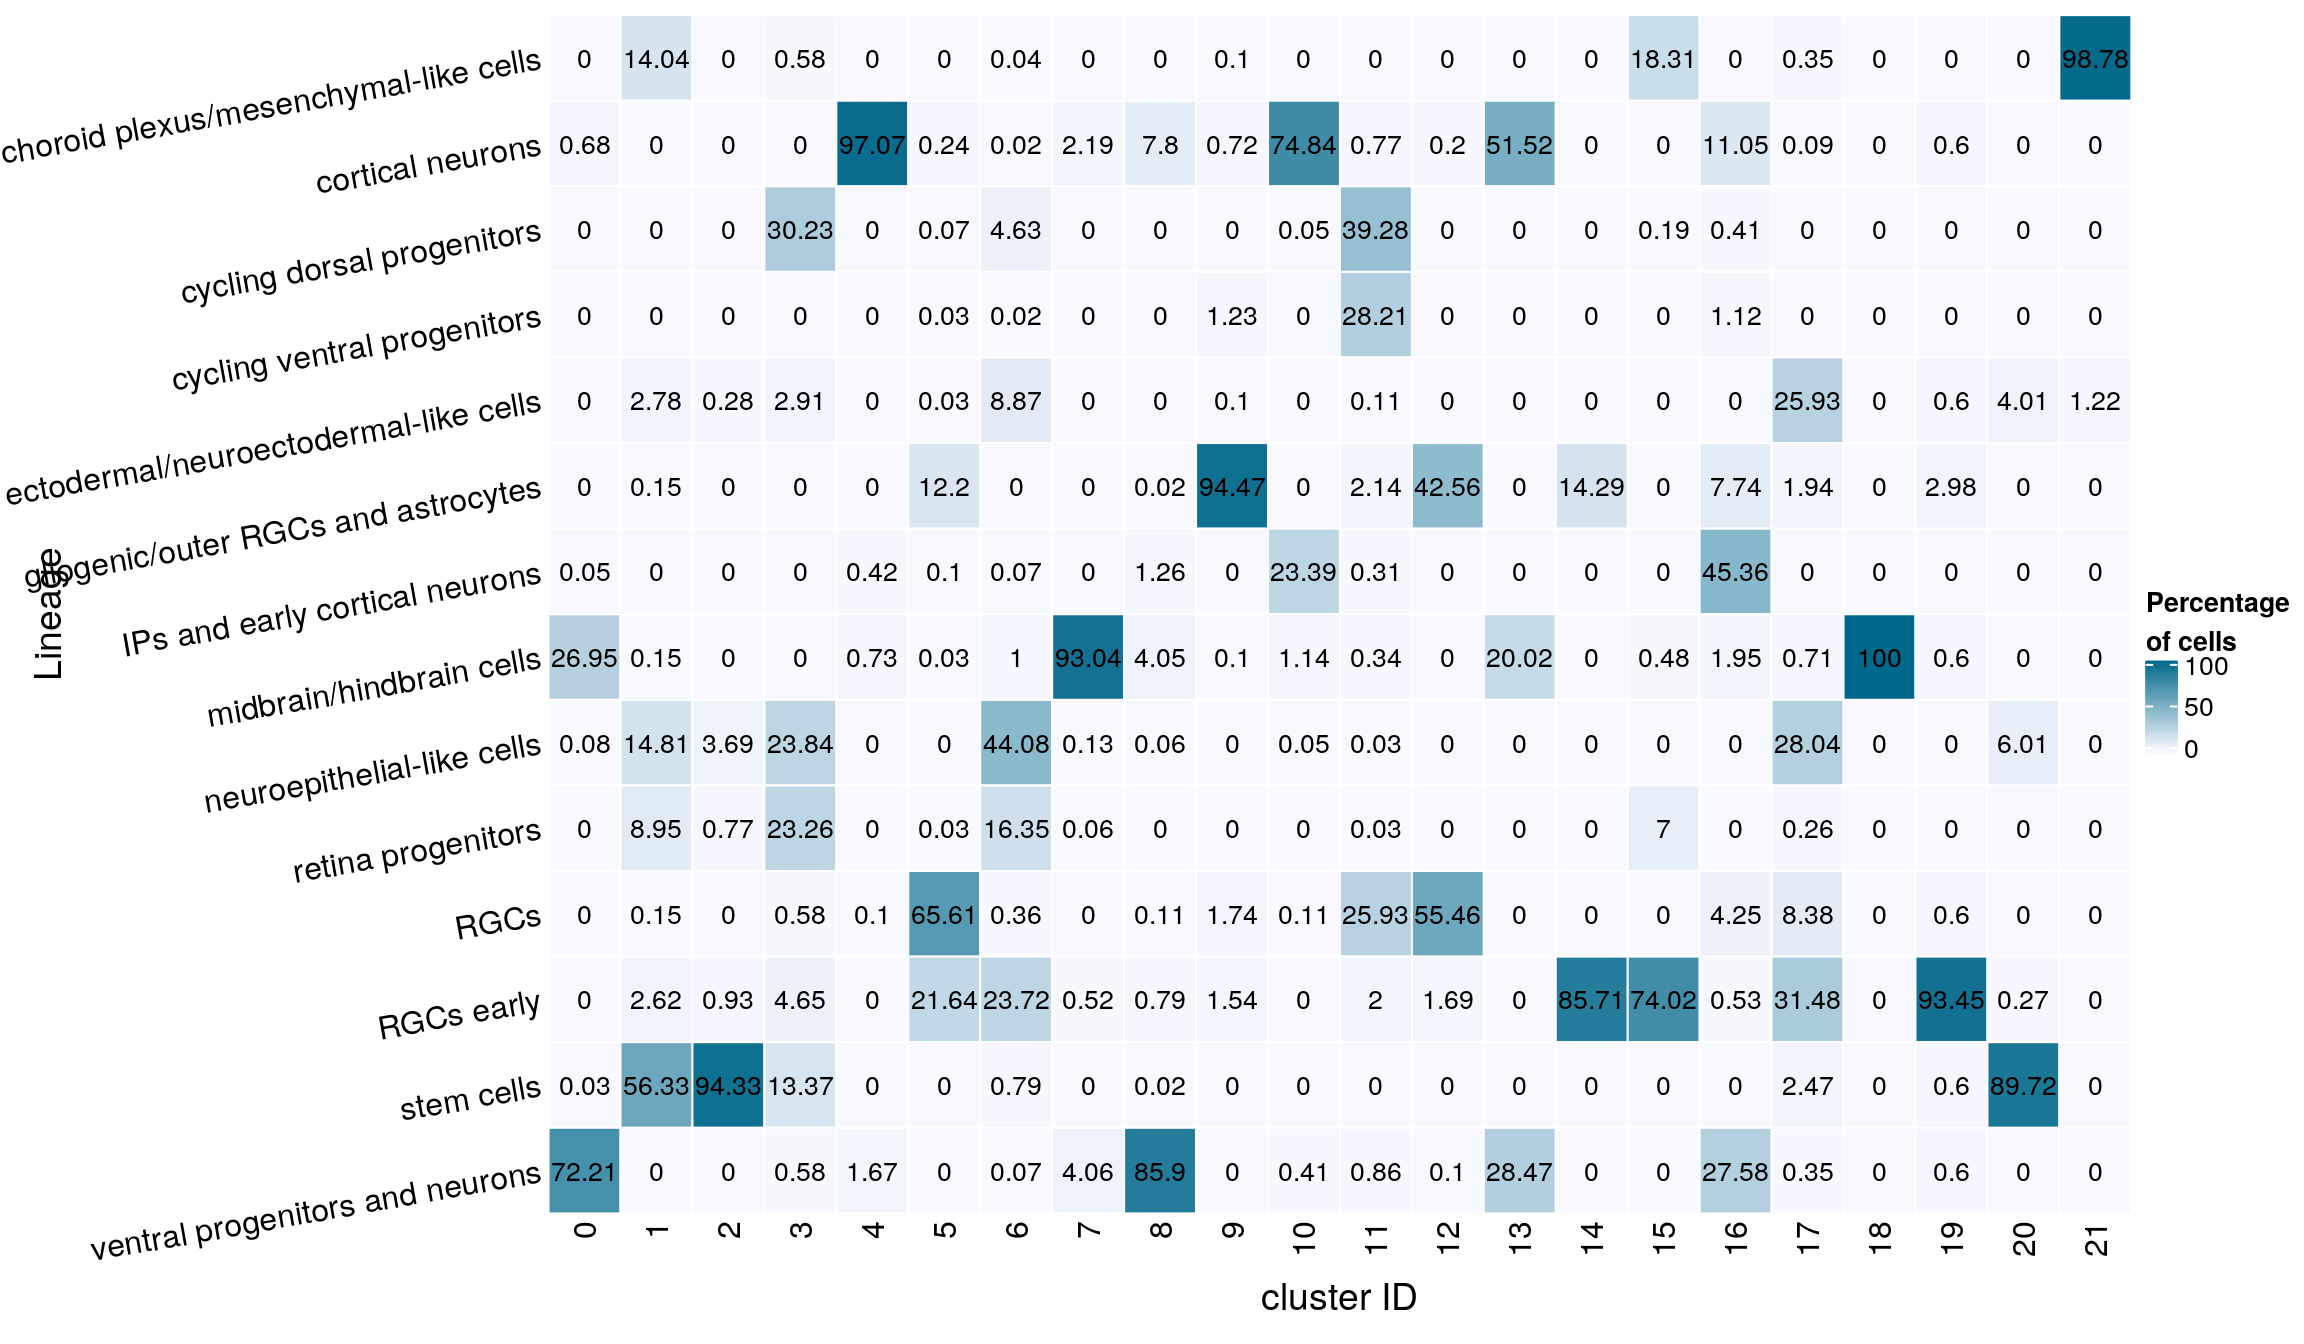 choroid plexus/mesenchymal-like cells 0 14.04 0 0.58 0 0 0.04 0 0 0.1 0 0 0 0 0 18.31 0 0.35 0 0 0 98.78
cortical neurons 0.68 0 0 0 97.07 0.24 0.02 2.19 7.8 0.72 74.84 0.77 0.2 51.52 0 0 11.05 0.09 0 0.6 0 0
cycling dorsal progenitors 0 0 0 30.23 0 0.07 4.63 0 0 0 0.05 39.28 0 0 0 0.19 0.41 0 0 0 0 0
cycling ventral progenitors 0 0 0 0 0 0.03 0.02 0 0 1.23 0 28.21 0 0 0 0 1.12 0 0 0 0 0
ectodermal/neuroectodermal-like cells 0 2.78 0.28 2.91 0 0.03 8.87 0 0 0.1 0 0.11 0 0 0 0 0 25.93 0 0.6 4.01 1.22
gliogenic/outer RGCs and astrocytes 0 0.15 0 0 0 12.2 0 0 0.02 94.47 0 2.14 42.56 0 14.29 0 7.74 1.94 0 2.98 0 0
IPs and early cortical neurons 0.05 0 0 0 0.42 0.1 0.07 0 1.26 0 23.39 0.31 0 0 0 0 45.36 0 0 0 0 0
midbrain/hindbrain cells 26.95 0.15 0 0 0.73 0.03 1 93.04 4.05 0.1 1.14 0.34 0 20.02 0 0.48 1.95 0.71 100 0.6 0 0
neuroepithelial-like cells 0.08 14.81 3.69 23.84 0 0 44.08 0.13 0.06 0 0.05 0.03 0 0 0 0 0 28.04 0 0 6.01 0
retina progenitors 0 8.95 0.77 23.26 0 0.03 16.35 0.06 0 0 0 0.03 0 0 0 7 0 0.26 0 0 0 0
RGCs 0 0.15 0 0.58 0.1 65.61 0.36 0 0.11 1.74 0.11 25.93 55.46 0 0 0 4.25 8.38 0 0.6 0 0
RGCs early 0 2.62 0.93 4.65 0 21.64 23.72 0.52 0.79 1.54 0 2 1.69 0 85.71 74.02 0.53 31.48 0 93.45 0.27 0
stem cells 0.03 56.33 94.33 13.37 0 0 0.79 0 0.02 0 0 0 0 0 0 0 0 2.47 0 0.6 89.72 0
ventral progenitors and neurons 72.21 0 0 0.58 1.67 0 0.07 4.06 85.9 0 0.41 0.86 0.1 28.47 0 0 27.58 0.35 0 0.6 0 0
0 1 2 3 4 5 6 7 8 9 10 11 12 13 14 15 16 17 18 19 20 21
cluster ID
Lineage
Percentage
of cells
100
50
0